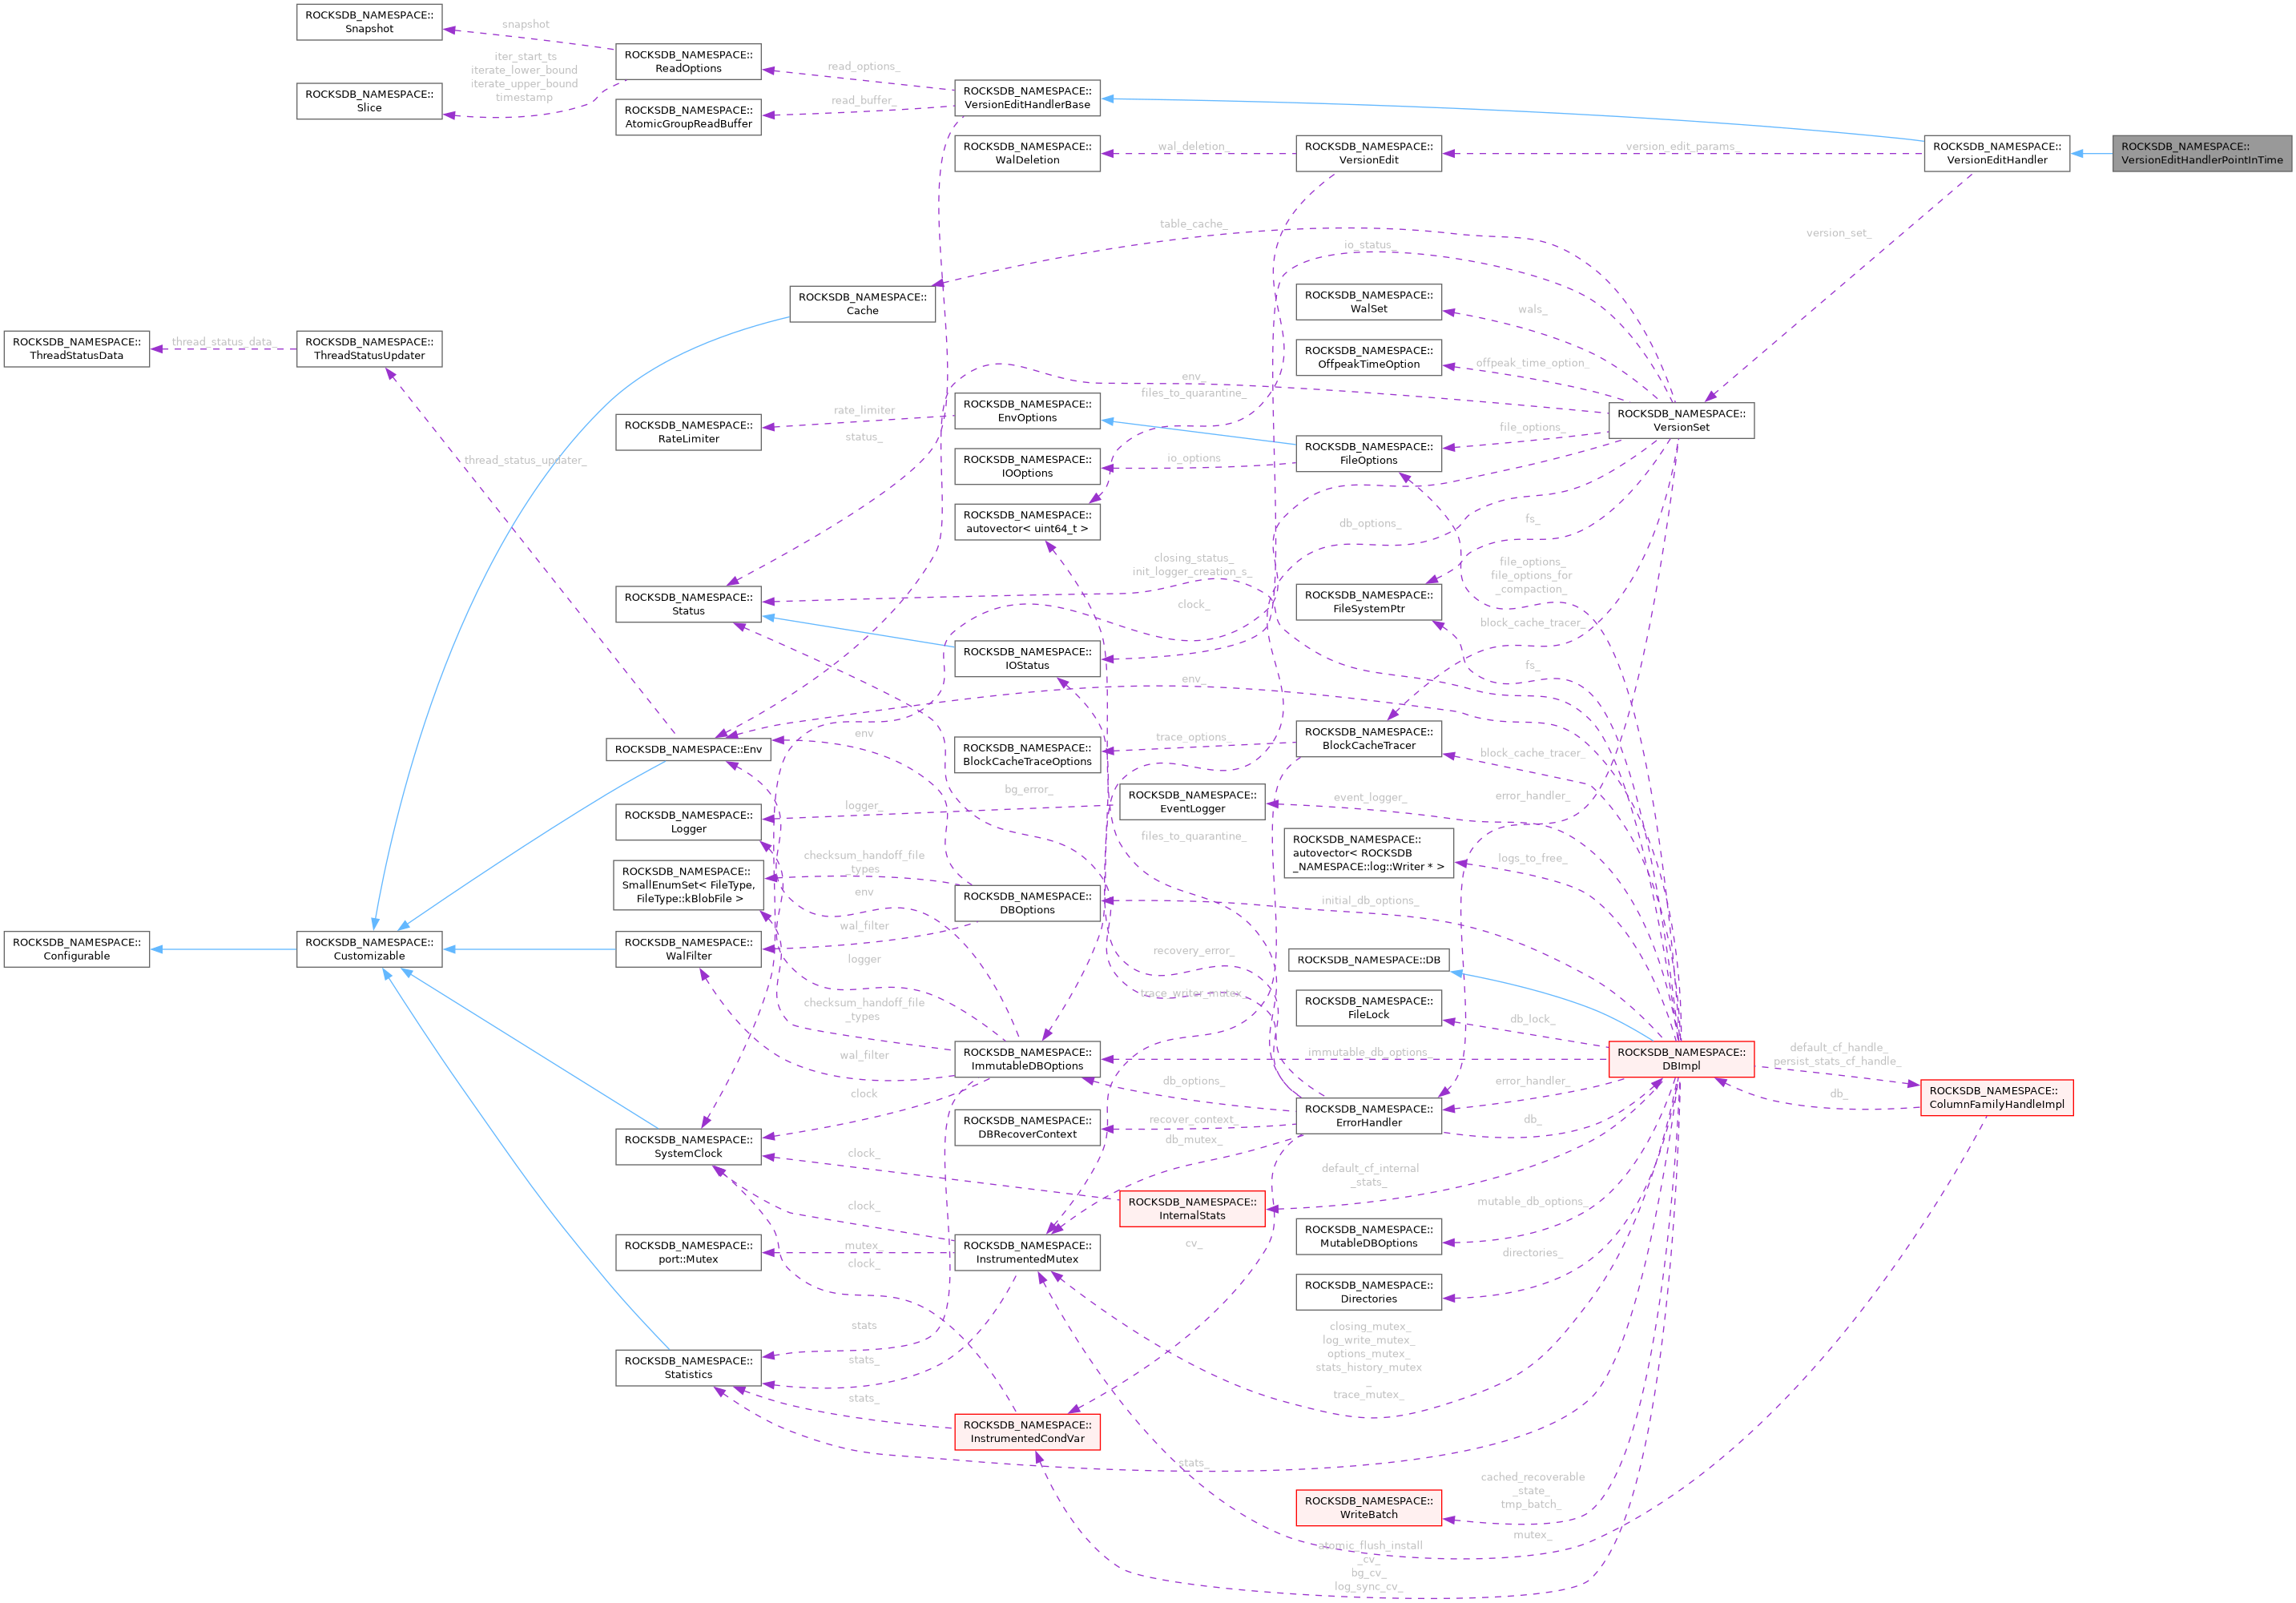 ROCKSDB_NAMESPACE::
Snapshot
snapshot
ROCKSDB_NAMESPACE::
ReadOptions
iter_start_ts
iterate_lower_bound
iterate_upper_bound
timestamp
ROCKSDB_NAMESPACE::
Slice
read_options_
ROCKSDB_NAMESPACE::
VersionEditHandlerBase
read_buffer_
ROCKSDB_NAMESPACE::
AtomicGroupReadBuffer
ROCKSDB_NAMESPACE::
WalDeletion
wal_deletion_
ROCKSDB_NAMESPACE::
VersionEdit
version_edit_params_
ROCKSDB_NAMESPACE::
VersionEditHandler
ROCKSDB_NAMESPACE::
VersionEditHandlerPointInTime
table_cache_
version_set_
io_status_
ROCKSDB_NAMESPACE::
Cache
ROCKSDB_NAMESPACE::
WalSet
wals_
ROCKSDB_NAMESPACE::
ThreadStatusData
thread_status_data_
ROCKSDB_NAMESPACE::
ThreadStatusUpdater
ROCKSDB_NAMESPACE::
OffpeakTimeOption
offpeak_time_option_
env_
files_to_quarantine_
ROCKSDB_NAMESPACE::
RateLimiter
rate_limiter
status_
ROCKSDB_NAMESPACE::
EnvOptions
ROCKSDB_NAMESPACE::
VersionSet
file_options_
ROCKSDB_NAMESPACE::
FileOptions
io_options
ROCKSDB_NAMESPACE::
IOOptions
thread_status_updater_
ROCKSDB_NAMESPACE::
autovector< uint64_t >
db_options_
fs_
closing_status_
init_logger_creation_s_
file_options_
file_options_for
_compaction_
ROCKSDB_NAMESPACE::
Status
clock_
ROCKSDB_NAMESPACE::
FileSystemPtr
block_cache_tracer_
ROCKSDB_NAMESPACE::
IOStatus
fs_
env_
ROCKSDB_NAMESPACE::Env
env
ROCKSDB_NAMESPACE::
BlockCacheTraceOptions
trace_options_
ROCKSDB_NAMESPACE::
BlockCacheTracer
block_cache_tracer_
bg_error_
ROCKSDB_NAMESPACE::
EventLogger
event_logger_
error_handler_
ROCKSDB_NAMESPACE::
Logger
logger_
files_to_quarantine_
ROCKSDB_NAMESPACE::
autovector< ROCKSDB
_NAMESPACE::log::Writer * >
logs_to_free_
ROCKSDB_NAMESPACE::
SmallEnumSet< FileType,
FileType::kBlobFile >
checksum_handoff_file
_types
env
ROCKSDB_NAMESPACE::
DBOptions
initial_db_options_
wal_filter
ROCKSDB_NAMESPACE::
Configurable
ROCKSDB_NAMESPACE::
Customizable
ROCKSDB_NAMESPACE::
WalFilter
logger
recovery_error_
ROCKSDB_NAMESPACE::DB
trace_writer_mutex_
checksum_handoff_file
_types
ROCKSDB_NAMESPACE::
FileLock
db_lock_
wal_filter
ROCKSDB_NAMESPACE::
ImmutableDBOptions
immutable_db_options_
ROCKSDB_NAMESPACE::
DBImpl
default_cf_handle_
persist_stats_cf_handle_
ROCKSDB_NAMESPACE::
ColumnFamilyHandleImpl
db_
clock
db_options_
error_handler_
ROCKSDB_NAMESPACE::
ErrorHandler
db_
ROCKSDB_NAMESPACE::
DBRecoverContext
recover_context_
db_mutex_
ROCKSDB_NAMESPACE::
SystemClock
clock_
default_cf_internal
_stats_
ROCKSDB_NAMESPACE::
InternalStats
mutable_db_options_
clock_
ROCKSDB_NAMESPACE::
port::Mutex
mutex_
clock_
ROCKSDB_NAMESPACE::
InstrumentedMutex
cv_
ROCKSDB_NAMESPACE::
MutableDBOptions
directories_
ROCKSDB_NAMESPACE::
Directories
stats
closing_mutex_
log_write_mutex_
options_mutex_
stats_history_mutex
_
trace_mutex_
stats_
ROCKSDB_NAMESPACE::
Statistics
stats_
ROCKSDB_NAMESPACE::
InstrumentedCondVar
stats_
cached_recoverable
_state_
tmp_batch_
ROCKSDB_NAMESPACE::
WriteBatch
mutex_
atomic_flush_install
_cv_
bg_cv_
log_sync_cv_